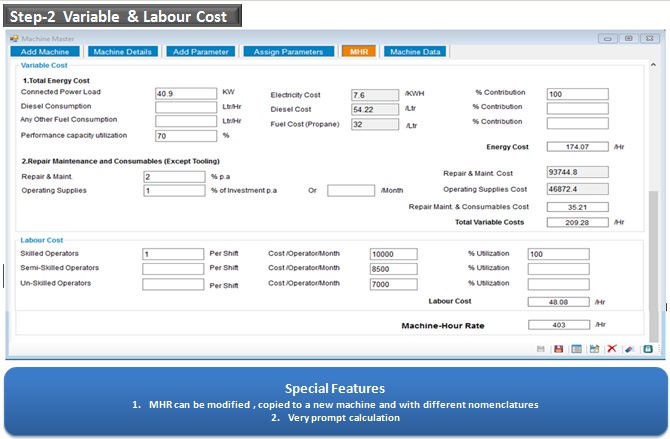 Step-2 Variable & Labour Cost
Machine Master
Add Machine Machine Details Add Parameter Assign Parameters MHR Machine Data
Variable Cost
1.Total Energy Cost
Connected Power Load 40.9 KW Electricity Cost 7.6 /KWH % Contribution 100
Diesel Consumption Ltr/Hr Diesel Cost 54.22 /Ltr % Contribution
Any Other Fuel Consumption Ltr/Hr Fuel Cost (Propane) 32 /Ltr % Contribution
Performance capacity utilization 70 %
Energy Cost 174.07 /Hr
2.Repair Maintenance and Consumables (Except Tooling)
Repair & Maint. 2 % p.a Repair & Maint. Cost 93744.8
Operating Supplies 1 % of Investment p.a Or /Month Operating Supplies Cost 46872.4
Repair Maint. & Consumables Cost 35.21
Total Variable Costs 209.28 /Hr
Labour Cost
Skilled Operators 1 Per Shift Cost /Operator/Month 10000 % Utilization 100
Semi-Skilled Operators Per Shift Cost /Operator/Month 8500 % Utilization
Un-Skilled Operators Per Shift Cost /Operator/Month 7000 % Utilization
Labour Cost 48.08 /Hr
Machine-Hour Rate 403 /Hr
Special Features
1. MHR can be modified , copied to a new machine and with different nomenclatures
2. Very prompt calculation